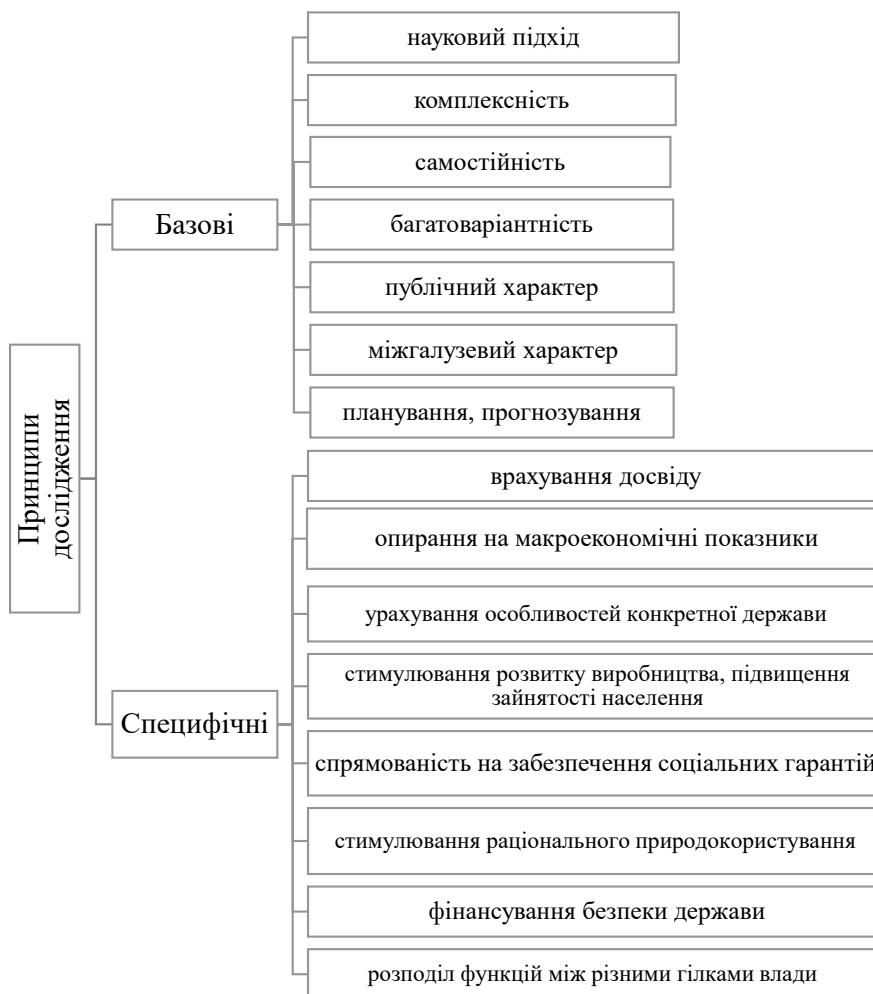 Принципи
дослідження
Базові
науковий підхід
комплексність
самостійність
багатоваріантність
публічний характер
міжгалузевий характер
планування, прогнозування
Специфічні
врахування досвіду
опирання на макроекономічні показники
урахування особливостей конкретної держави
стимулювання розвитку виробництва, підвищення
зайнятості населення
спрямованість на забезпечення соціальних гарантій
стимулювання раціонального природокористування
фінансування безпеки держави
розподіл функцій між різними гілками влади